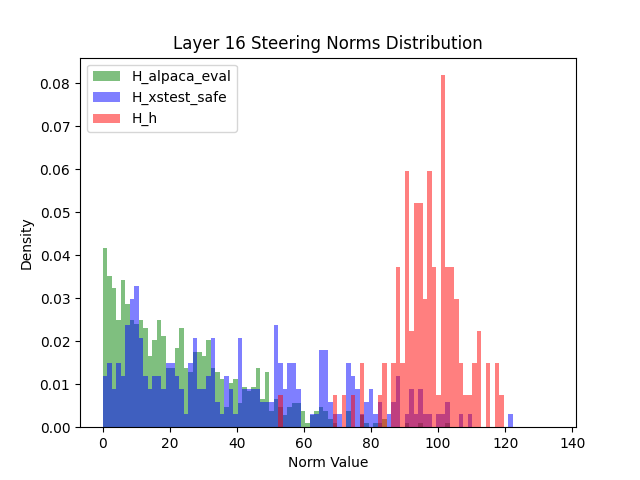 Layer 16 Steering Norms Distribution
H_alpaca_eval
H_xstest_safe
H_h
Density
0.08
0.07
0.06
0.05
0.04
0.03
0.02
0.01
0.00
0 20 40 60 80 100 120 140
Norm Value